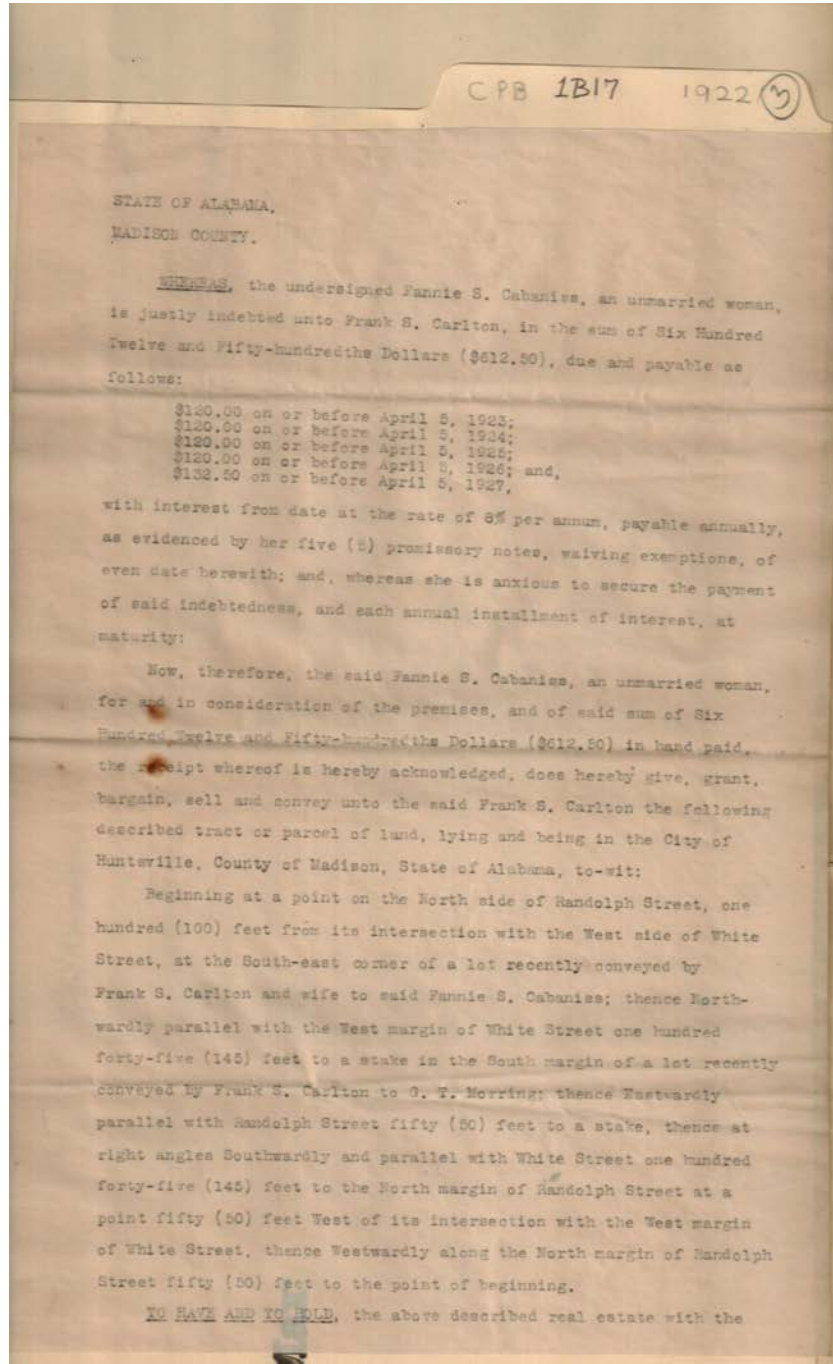 CPB 1B17 1922 3
STATE OF ALABAMA,
MADISON COUNTY.
WHEREAS, the undersigned Fannie S. Cabaniss, an unmarried woman,
is justly indebted unto Frank S. Carlton, in the sum of Six Hundred
Twelve and Fifty-hundredths Dollars ($612.50), due and payable as
follows:
$120.00 on or before April 5, 1923;
$120.00 on or before April 5, 1924;
$120.00 on or before April 5, 1925;
$120.00 on or before April 5, 1926; and,
$132.50 on or before April 5, 1927,
with interest from date at the rate of 8% per annum, payable annually,
as evidenced by her five (5) promissory notes, waiving exemptions, of
even date herewith; and, whereas she is anxious to secure the payment
of said indebtedness, and each annual installment of interest, at
maturity:
Now, therefore, the said Fannie S. Cabaniss, an unmarried woman,
for and in consideration of the premises, and of said sum of Six
Hundred Twelve and Fifty-hundredths Dollars ($612.50) in hand paid,
the receipt whereof is hereby acknowledged, does hereby give, grant,
bargain, sell and convey unto the said Frank S. Carlton the following
described tract or parcel of land, lying and being in the City of
Huntsville, County of Madison, State of Alabama, to-wit:
Beginning at a point on the North side of Randolph Street, one
hundred (100) feet from its intersection with the West side of White
Street, at the South-east corner of a lot recently conveyed by
Frank S. Carlton and wife to said Fannie S. Cabaniss; thence North-
wardly parallel with the West margin of White Street one hundred
forty-five (145) feet to a stake in the South margin of a lot recently
conveyed by Frank S. Carlton to G. T. Morring; thence Eastwardly
parallel with Randolph Street fifty (50) feet to a stake, thence at
right angles Southwardly and parallel with White Street one hundred
forty-five (145) feet to the North margin of Randolph Street at a
point fifty (50) feet West of its intersection with the West margin
of White Street, thence Westwardly along the North margin of Randolph
Street fifty (50) feet to the point of beginning.
TO HAVE AND TO HOLD, the above described real estate with the